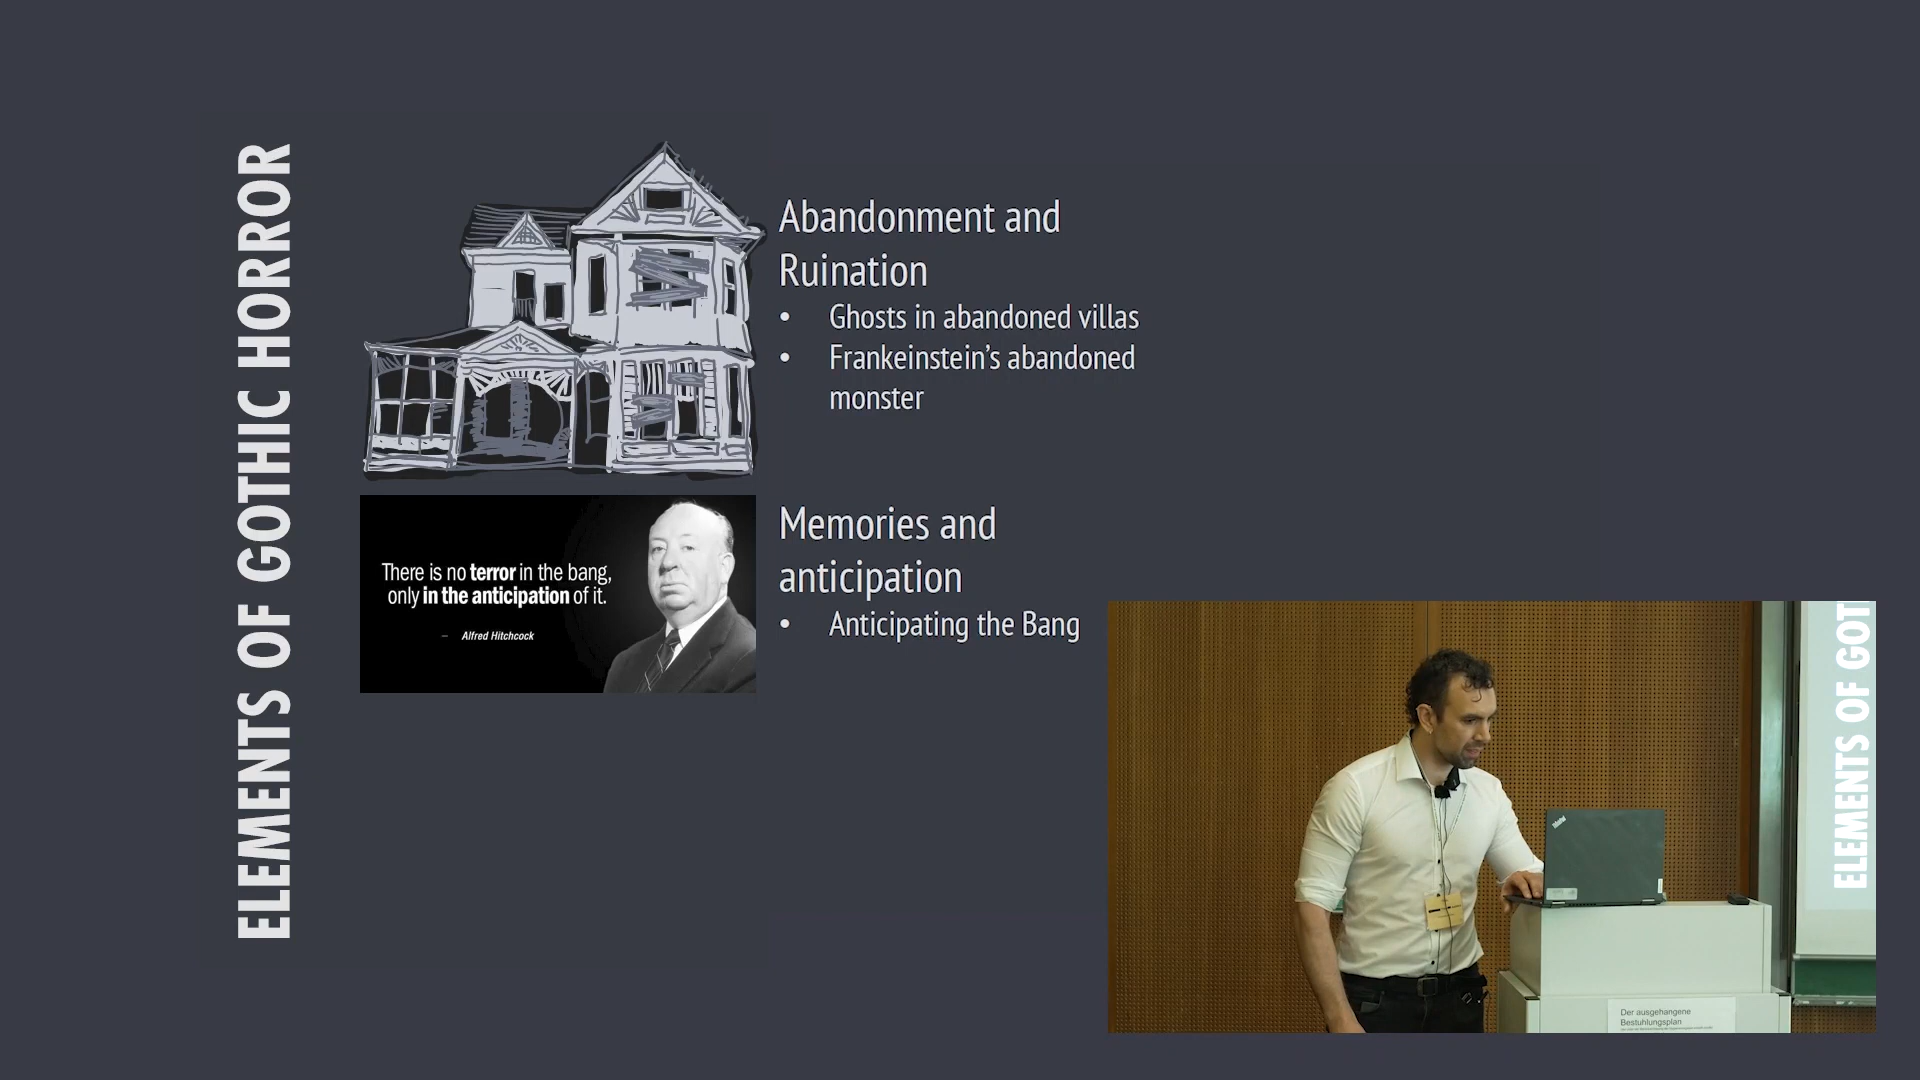 ELEMENTS OF GOTHIC HORROR
Abandonment and
Ruination
• Ghosts in abandoned villas
• Frankeinstein’s abandoned
monster
There is no terror in the bang,
only in the anticipation of it.
– Alfred Hitchcock
Memories and
anticipation
• Anticipating the Bang
ELEMENTS OF GOT
Der ausgehangene
Bestuhlungsplan